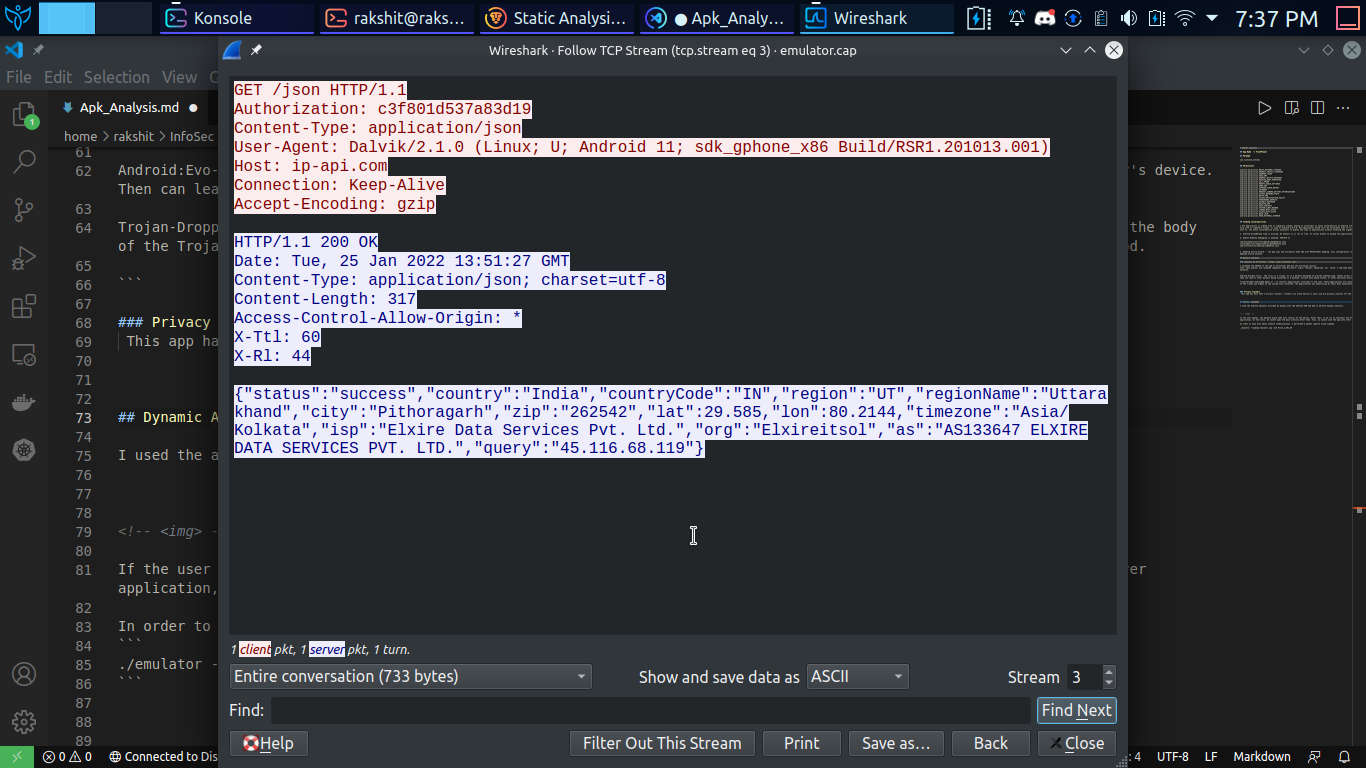 Konsole
rakshit@raks...
Static Analysi...
● Apk_Analy...
Wireshark
7:37 PM
Wireshark · Follow TCP Stream (tcp.stream eq 3) · emulator.cap
File Edit Selection View
Apk_Analysis.md ●
home > rakshit > InfoSec
GET /json HTTP/1.1
Authorization: c3f801d537a83d19
Content-Type: application/json
User-Agent: Dalvik/2.1.0 (Linux; U; Android 11; sdk_gphone_x86 Build/RSR1.201013.001)
Host: ip-api.com
Connection: Keep-Alive
Accept-Encoding: gzip
HTTP/1.1 200 OK
Date: Tue, 25 Jan 2022 13:51:27 GMT
Content-Type: application/json; charset=utf-8
Content-Length: 317
Access-Control-Allow-Origin: *
X-Ttl: 60
X-Rl: 44
{"status":"success","country":"India","countryCode":"IN","region":"UT","regionName":"Uttara
khand","city":"Pithoragarh","zip":"262542","lat":29.585,"lon":80.2144,"timezone":"Asia/
Kolkata","isp":"Elxire Data Services Pvt. Ltd.","org":"Elxireitsol","as":"AS133647 ELXIRE
DATA SERVICES PVT. LTD.","query":"45.116.68.119"}
1 client pkt, 1 server pkt, 1 turn.
Entire conversation (733 bytes)
Show and save data as ASCII
Stream 3
Find:
Find Next
Help
Filter Out This Stream
Print
Save as…
Back
Close
61
62 Android:Evo- 's device.
Then can lea
63
64 Trojan-Dropp the body
of the Troja d.
65
66 ```
67
68 ### Privacy
69 This app ha
70
71
72
73 ## Dynamic A
74
75 I used the a
76
77
78
79 <!-- <img> -
80
81 If the user ver
application,
82
83 In order to
84 ```
85 ./emulator -
86 ```
87
88
89
1
0 0 Connected to Dis
: 4 UTF-8 LF Markdown